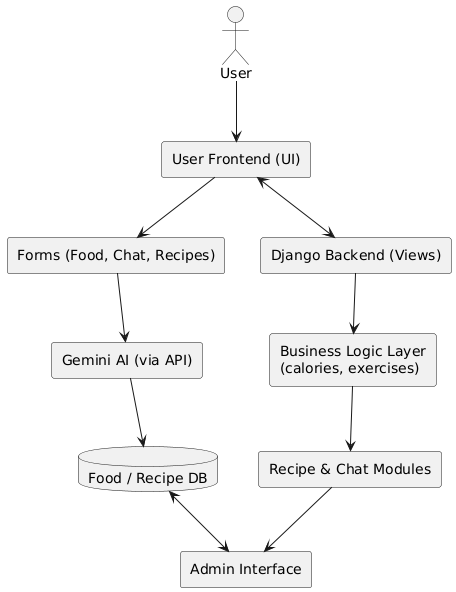 User
User Frontend (UI)
Forms (Food, Chat, Recipes)
Django Backend (Views)
Gemini AI (via API)
Business Logic Layer
(calories, exercises)
Food / Recipe DB
Recipe & Chat Modules
Admin Interface